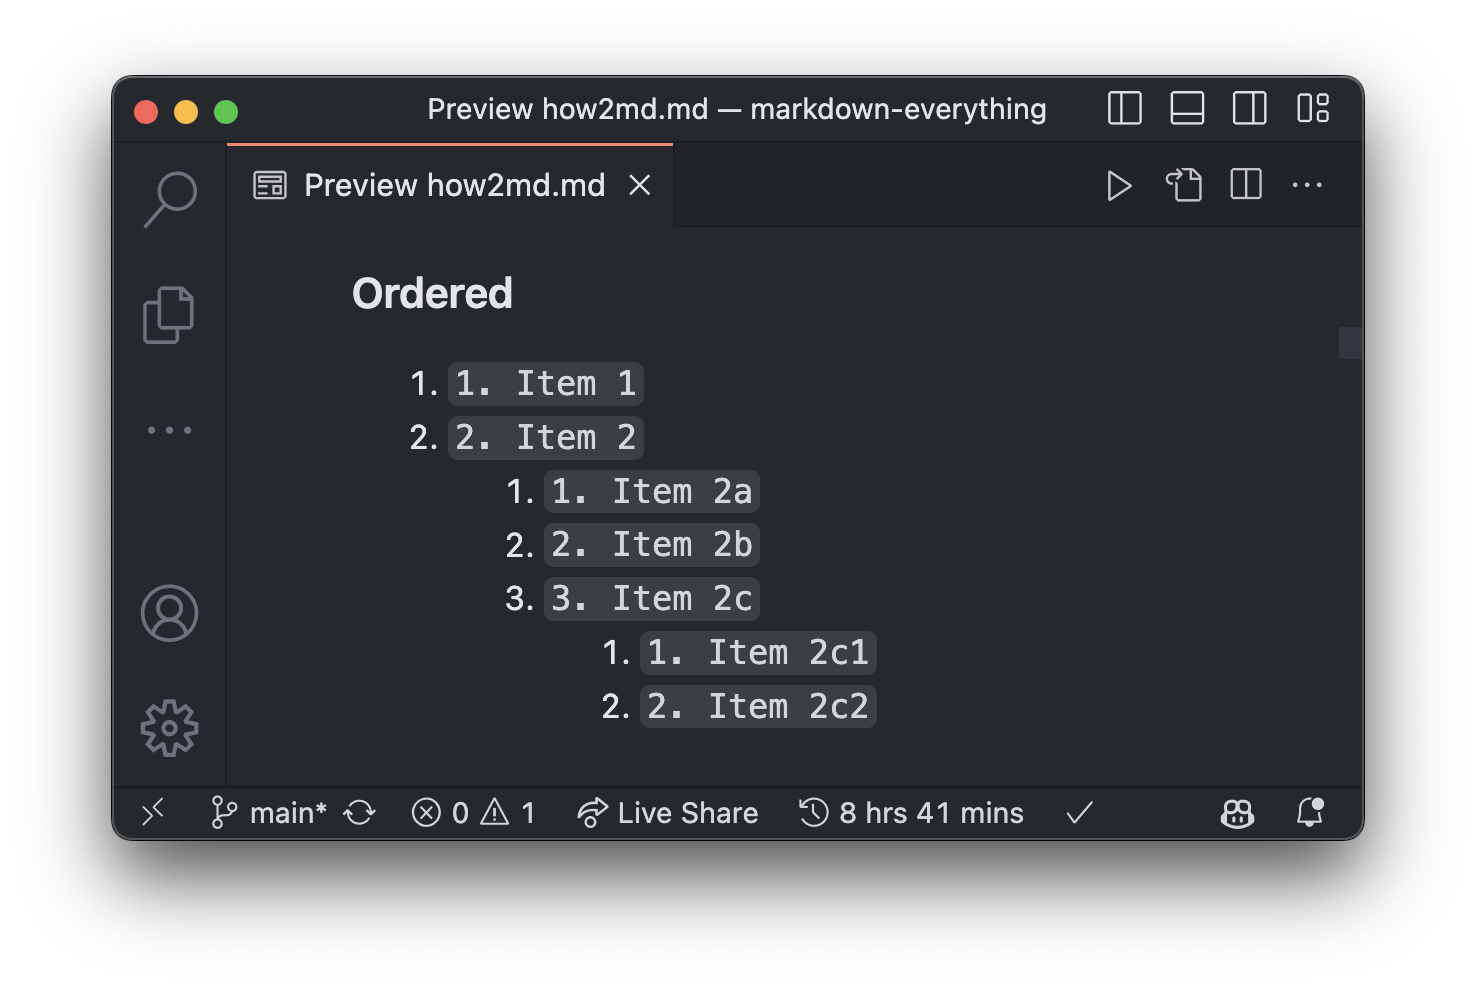 Preview how2md.md — markdown-everything
Preview how2md.md
Ordered
1. 1. Item 1
2. 2. Item 2
1. 1. Item 2a
2. 2. Item 2b
3. 3. Item 2c
1. 1. Item 2c1
2. 2. Item 2c2
main* 0 1 Live Share 8 hrs 41 mins